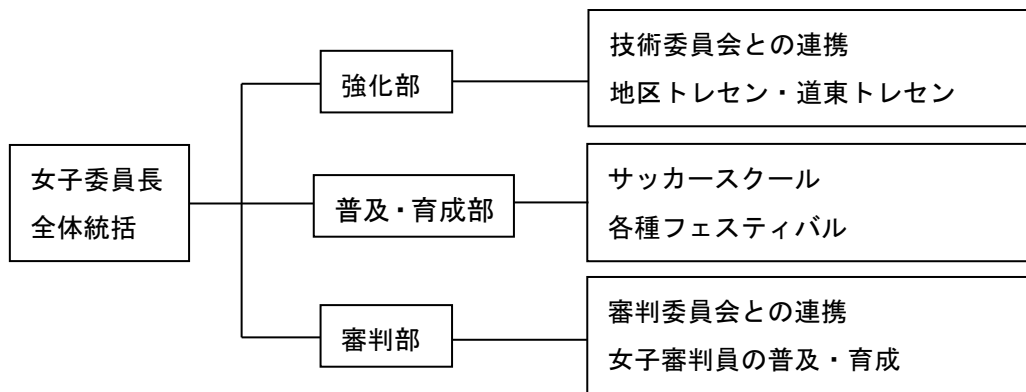 女子委員長
全体統括
強化部
技術委員会との連携
地区トレセン・道東トレセン
普及・育成部
サッカースクール
各種フェスティバル
審判部
審判委員会との連携
女子審判員の普及・育成